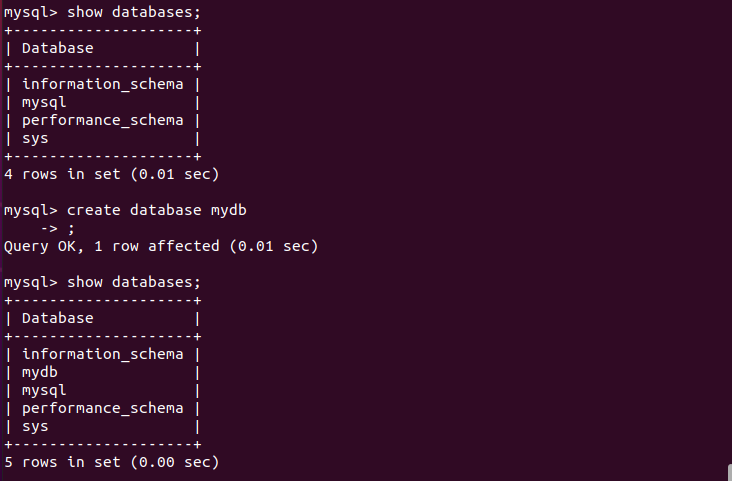 mysql> show databases;
+--------------------+
| Database           |
+--------------------+
| information_schema |
| mysql              |
| performance_schema |
| sys                |
+--------------------+
4 rows in set (0.01 sec)
mysql> create database mydb
    -> ;
Query OK, 1 row affected (0.01 sec)
mysql> show databases;
+--------------------+
| Database           |
+--------------------+
| information_schema |
| mydb               |
| mysql              |
| performance_schema |
| sys                |
+--------------------+
5 rows in set (0.00 sec)